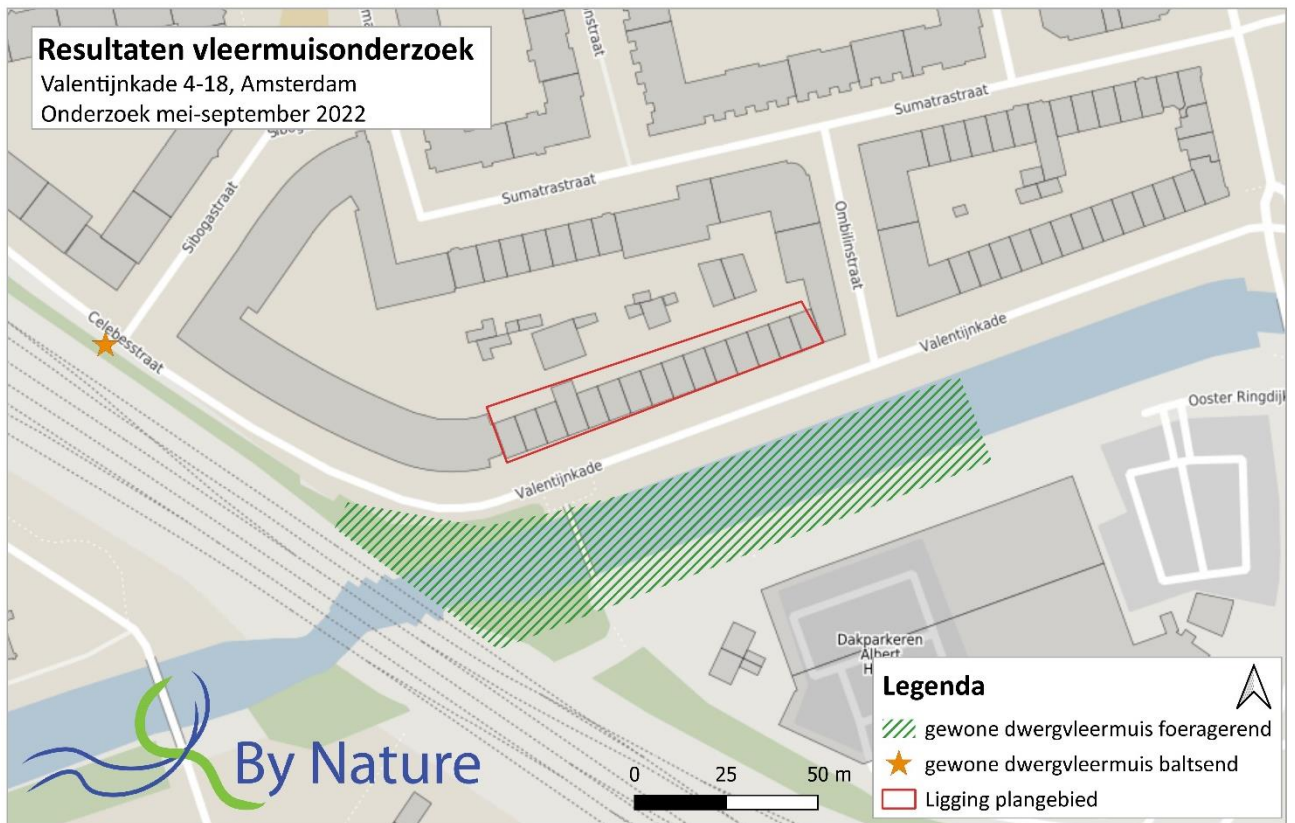 Resultaten vleermuisonderzoek
Valentijnkade 4-18, Amsterdam
Onderzoek mei-september 2022
Sumatrastraat
Sumatrastraat
Sibogastraat
Ombilinstraat
Celebesstraat
Valentijnkade
Valentijnkade
Ooster Ringdijk
Dakparkeren
Albert
By Nature
0 25 50 m
Legenda
gewone dwergvleermuis foeragerend
gewone dwergvleermuis baltsend
Ligging plangebied